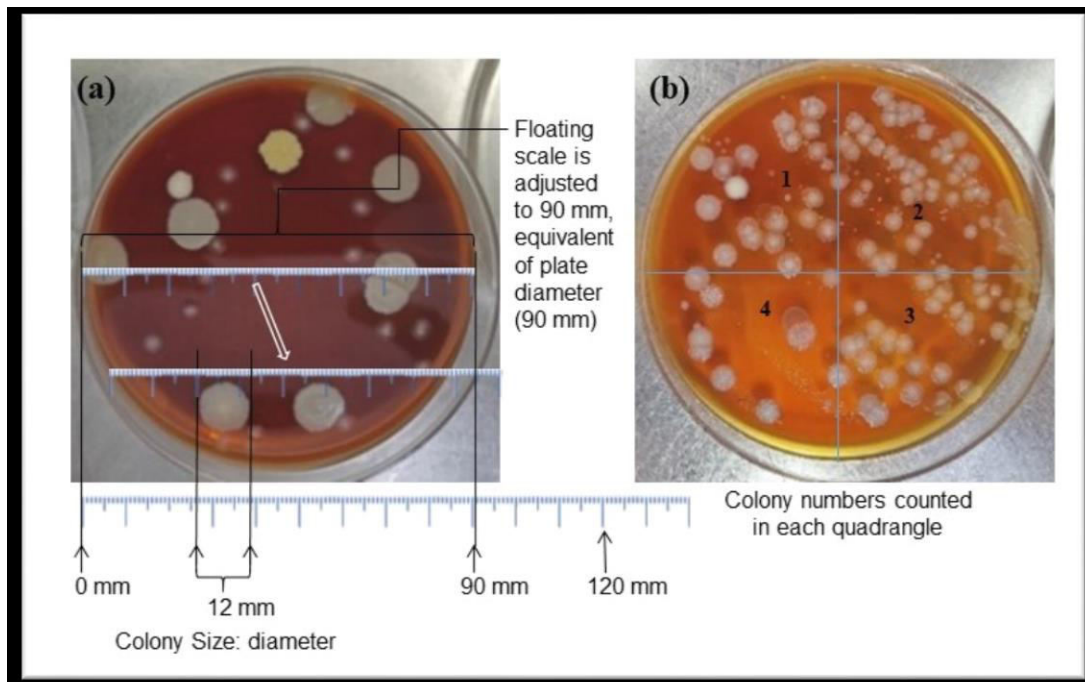 (a)
Floating
scale is
adjusted
to 90 mm,
equivalent
of plate
diameter
(90 mm)
(b)
1
2
4
3
Colony numbers counted
in each quadrangle
0 mm
90 mm
120 mm
12 mm
Colony Size: diameter